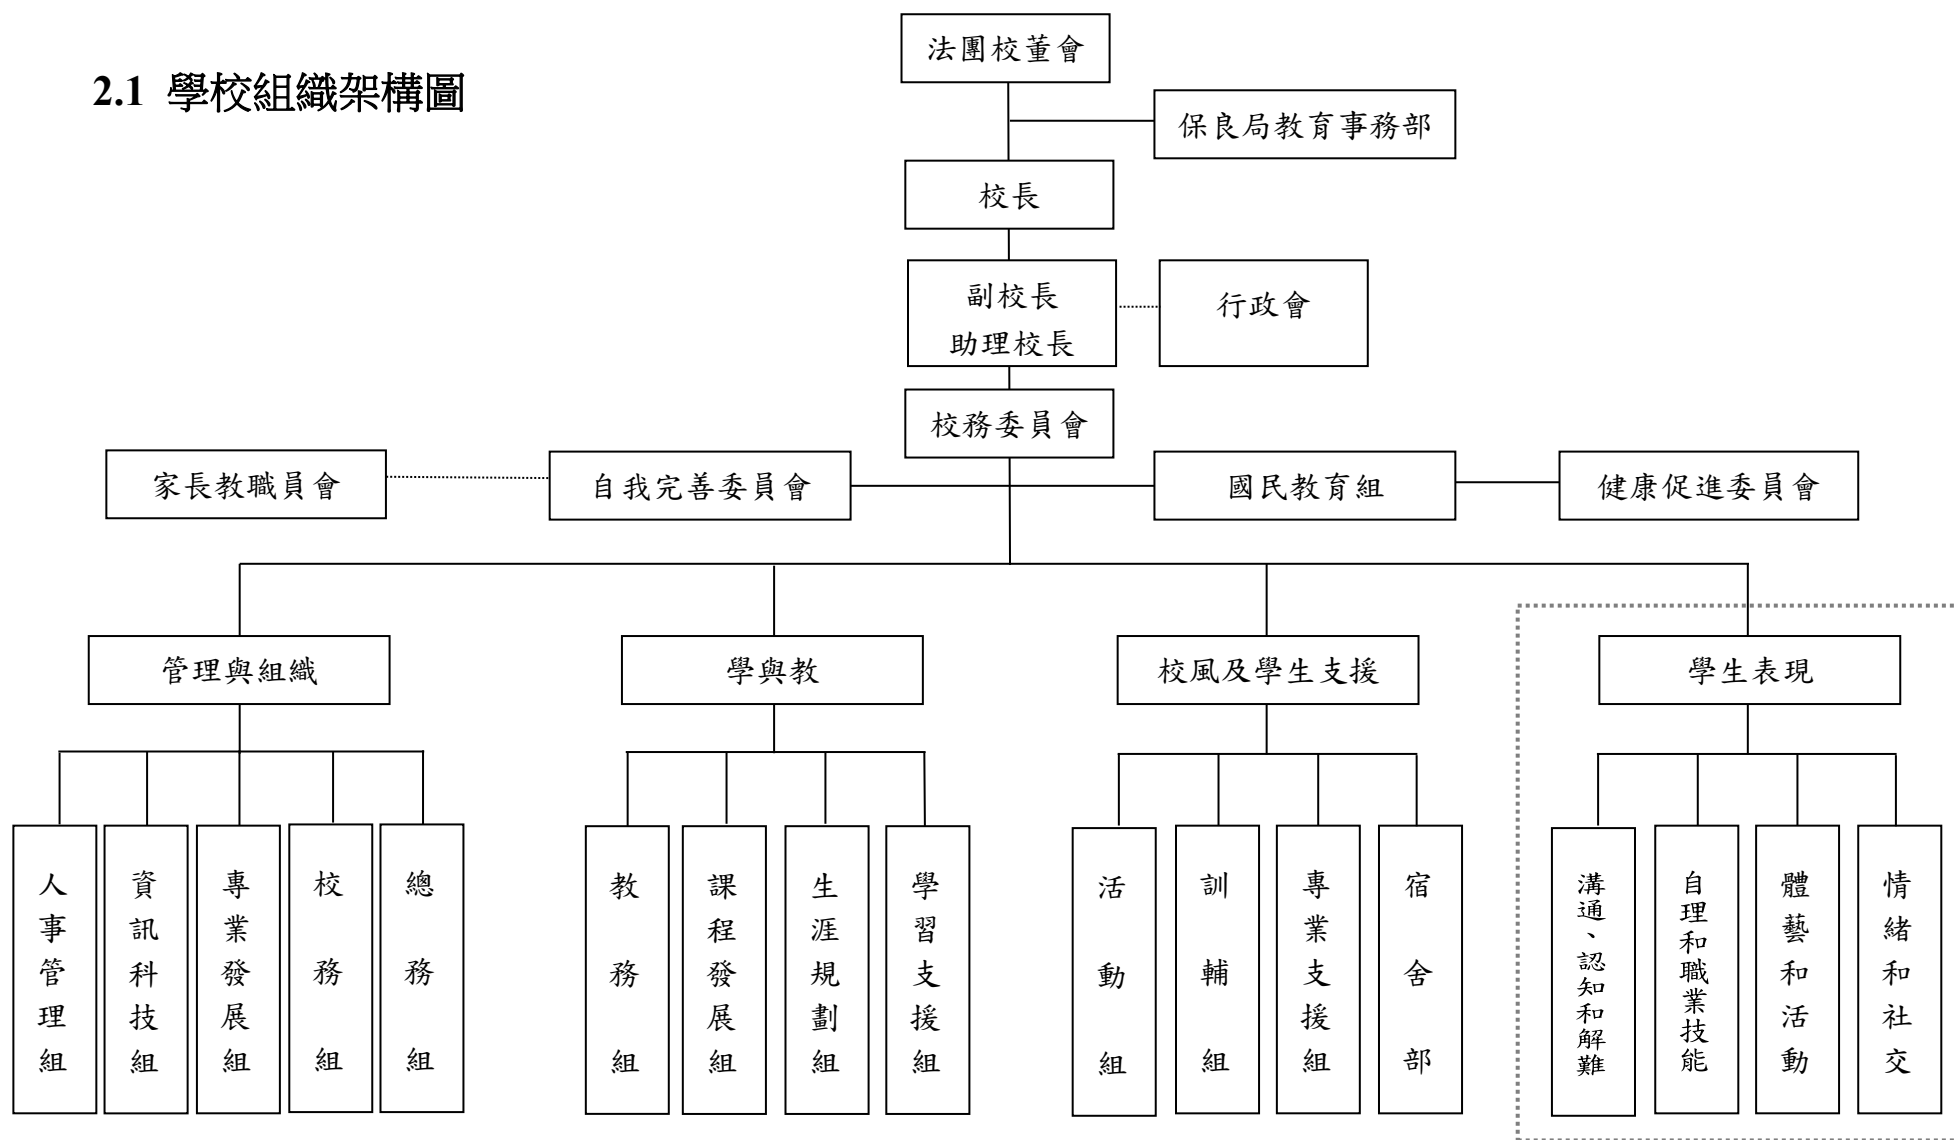 法團校董會
2.1 學校組織架構圖
保良局教育事務部
校長
副校長
助理校長
行政會
校務委員會
家長教職員會
自我完善委員會
國民教育組
健康促進委員會
管理與組織
學與教
校風及學生支援
學生表現
人事管理組
資訊科技組
專業發展組
校務組
總務組
教務組
課程發展組
生涯規劃組
學習支援組
活動組
訓輔組
專業支援組
宿舍部
溝通、認知和解難
自理和職業技能
體藝和活動
情緒和社交